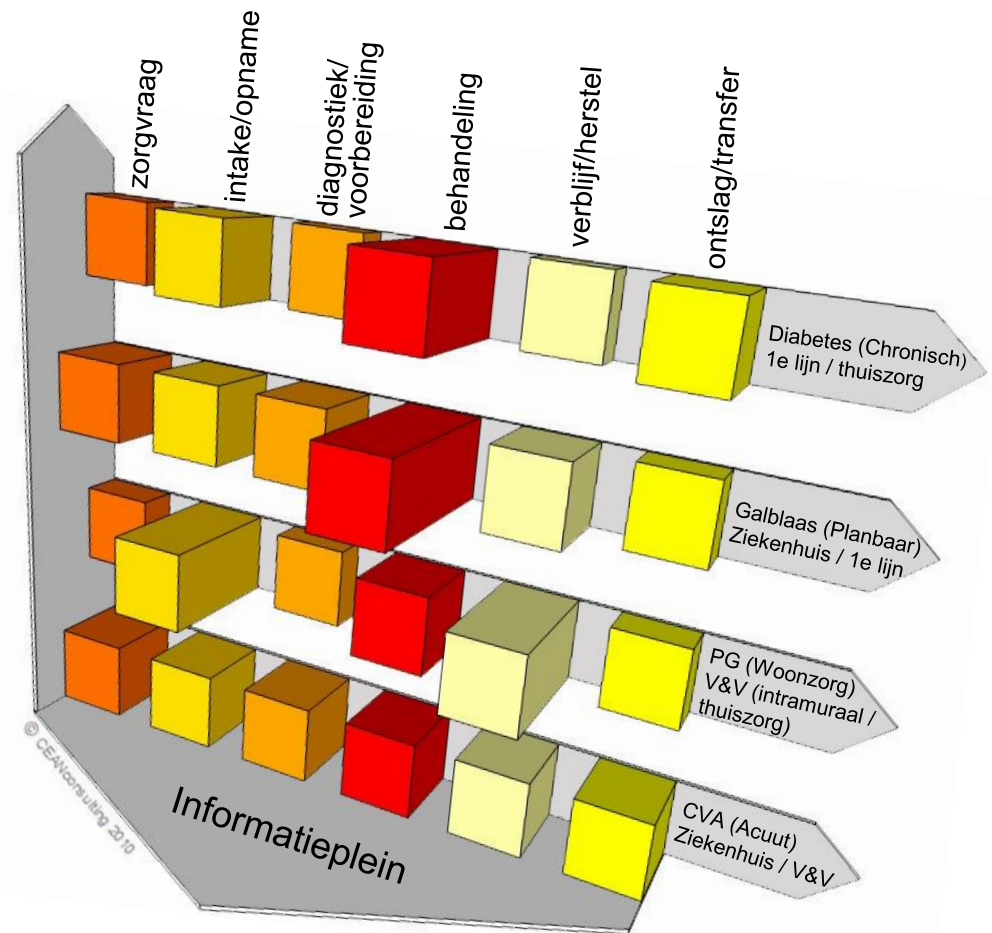 zorgvraag
intake/opname
diagnostiek/
voorbereiding
behandeling
verblijf/herstel
ontslag/transfer
Diabetes (Chronisch)
1e lijn / thuiszorg
Galblaas (Planbaar)
Ziekenhuis / 1e lijn
PG (Woonzorg)
V&V (intramuraal /
thuiszorg)
CVA (Acuut)
Ziekenhuis / V&V
Informatieplein
© CEANconsulting 2010